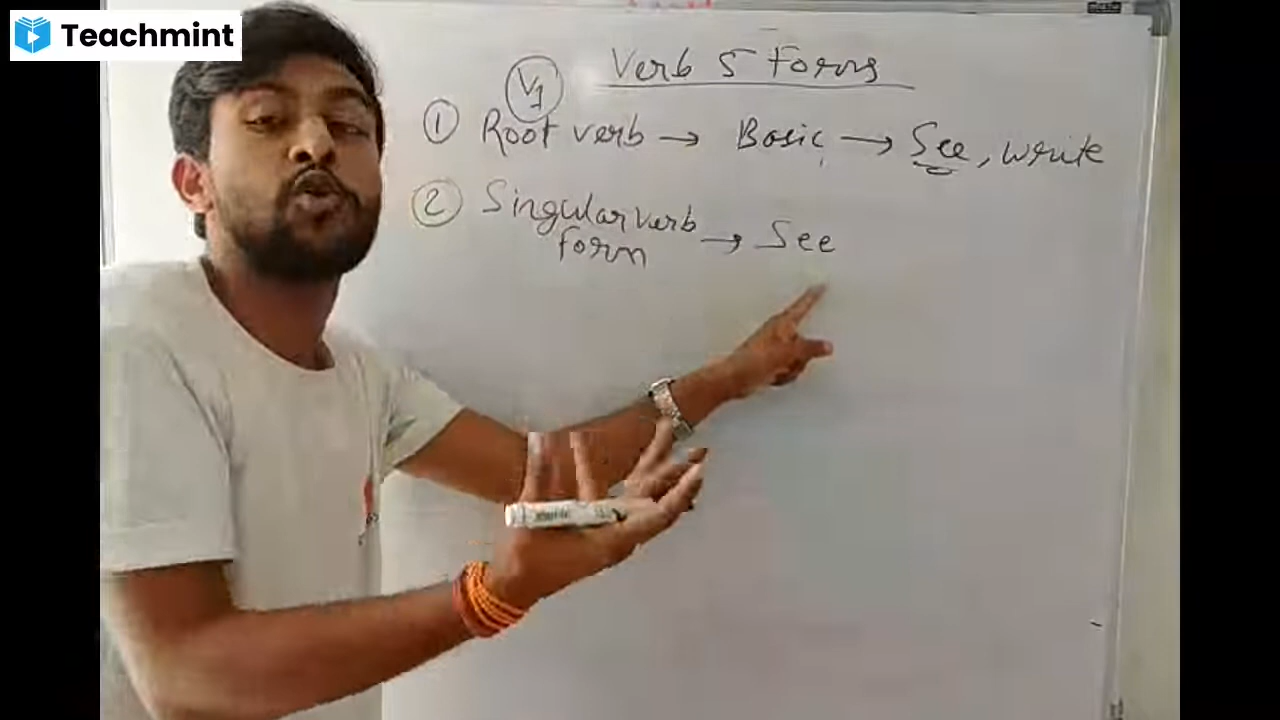 Teachmint
Verb 5 Forms
V1
① Root verb → Basic → See, write
② Singular verb
form → See